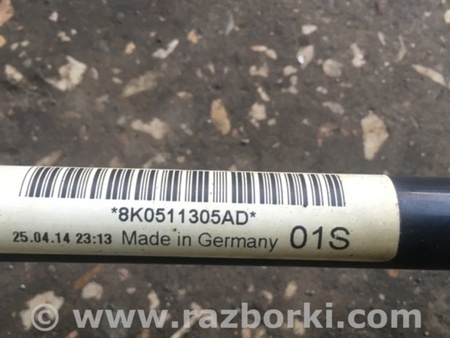 *8K0511305AD*
25.04.14 23:13 Made in Germany 01S
www.razborki.com